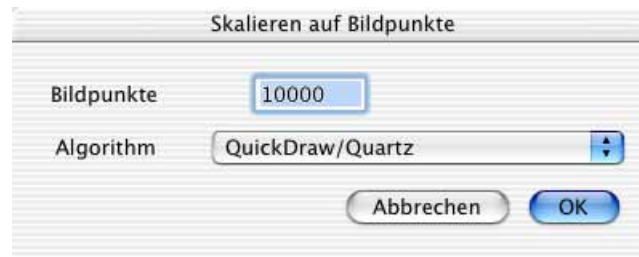 Skalieren auf Bildpunkte
Bildpunkte 10000
Algorithm QuickDraw/Quartz
Abbrechen OK